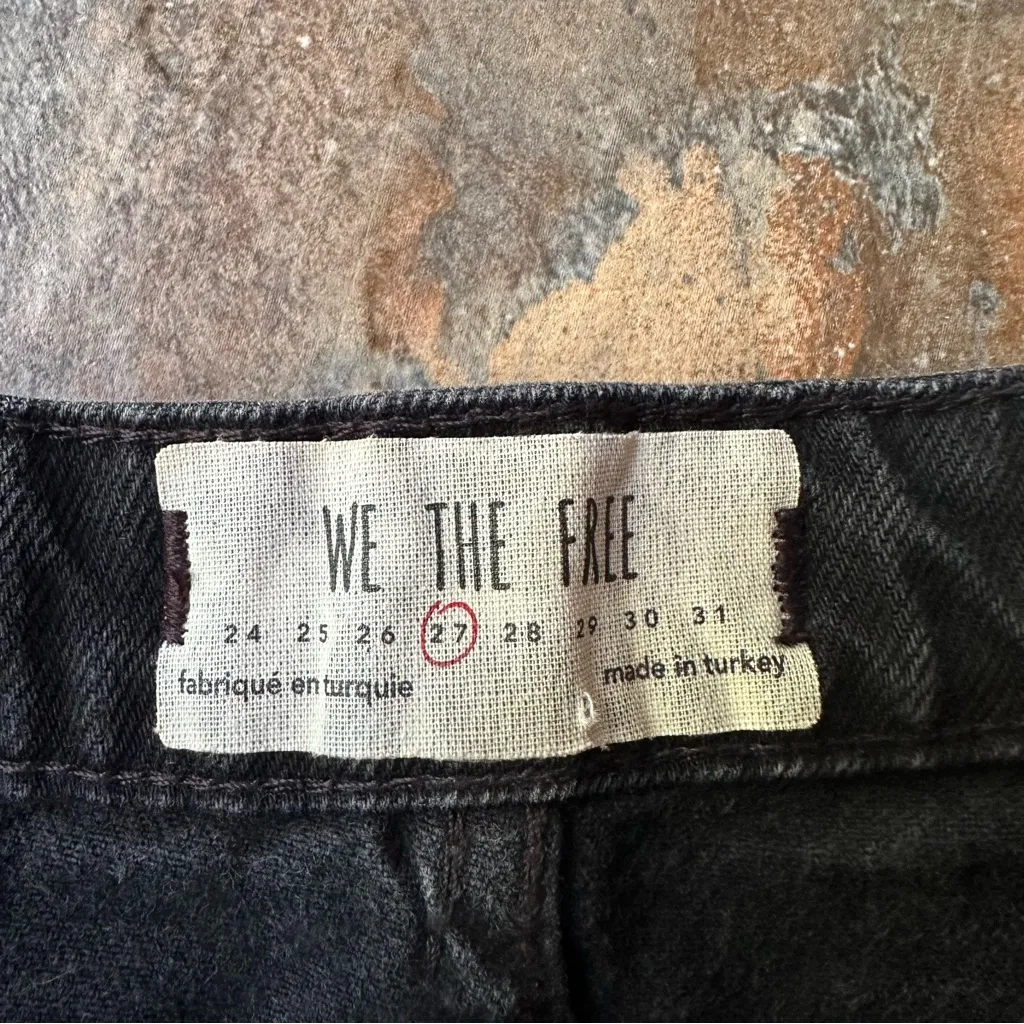 WE THE FREE
24 25 26 27 28 29 30 31
fabriqué en turquie made in turkey